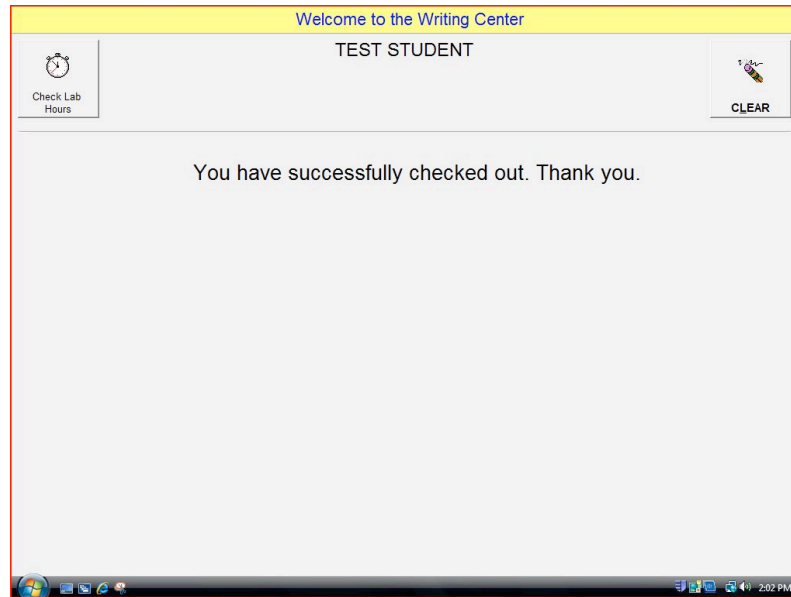 Welcome to the Writing Center
TEST STUDENT
Check Lab
Hours
CLEAR
You have successfully checked out. Thank you.
2:02 PM